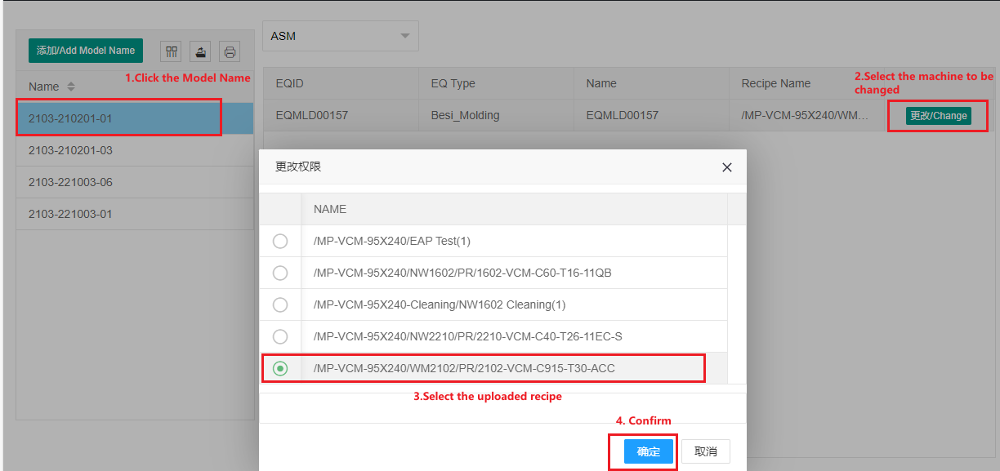 ASM
添加/Add Model Name
1.Click the Model Name
Name
2103-210201-01
2103-210201-03
2103-221003-06
2103-221003-01
EQID EQ Type Name Recipe Name
2.Select the machine to be
changed
EQMLD00157 Besi_Molding EQMLD00157 /MP-VCM-95X240/WM... 更改/Change
更改权限
NAME
/MP-VCM-95X240/EAP Test(1)
/MP-VCM-95X240/NW1602/PR/1602-VCM-C60-T16-11QB
/MP-VCM-95X240-Cleaning/NW1602 Cleaning(1)
/MP-VCM-95X240/NW2210/PR/2210-VCM-C40-T26-11EC-S
/MP-VCM-95X240/WM2102/PR/2102-VCM-C915-T30-ACC
3.Select the uploaded recipe
4. Confirm
确定 取消